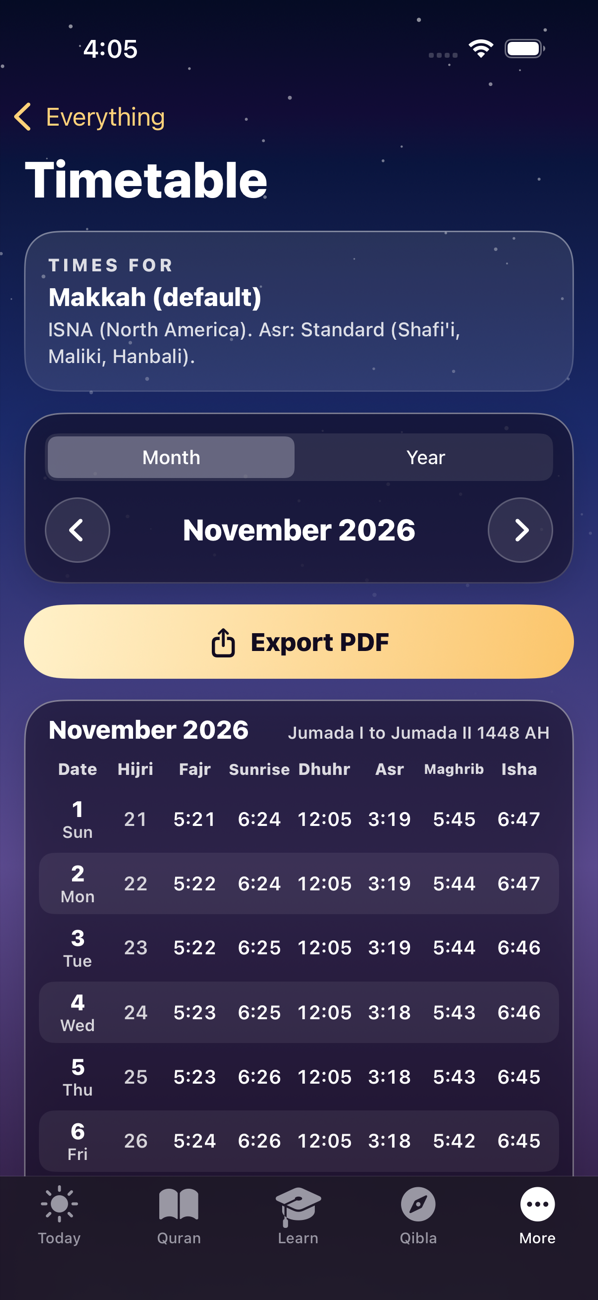 4:05
Everything
Timetable
TIMES FOR
Makkah (default)
ISNA (North America). Asr: Standard (Shafi'i,
Maliki, Hanbali).
Month Year
November 2026
Export PDF
November 2026 Jumada I to Jumada II 1448 AH
Date Hijri Fajr Sunrise Dhuhr Asr Maghrib Isha
1 Sun 21 5:21 6:24 12:05 3:19 5:45 6:47
2 Mon 22 5:22 6:24 12:05 3:19 5:44 6:47
3 Tue 23 5:22 6:25 12:05 3:19 5:44 6:46
4 Wed 24 5:23 6:25 12:05 3:18 5:43 6:46
5 Thu 25 5:23 6:26 12:05 3:18 5:43 6:45
6 Fri 26 5:24 6:26 12:05 3:18 5:42 6:45
Today Quran Learn Qibla More